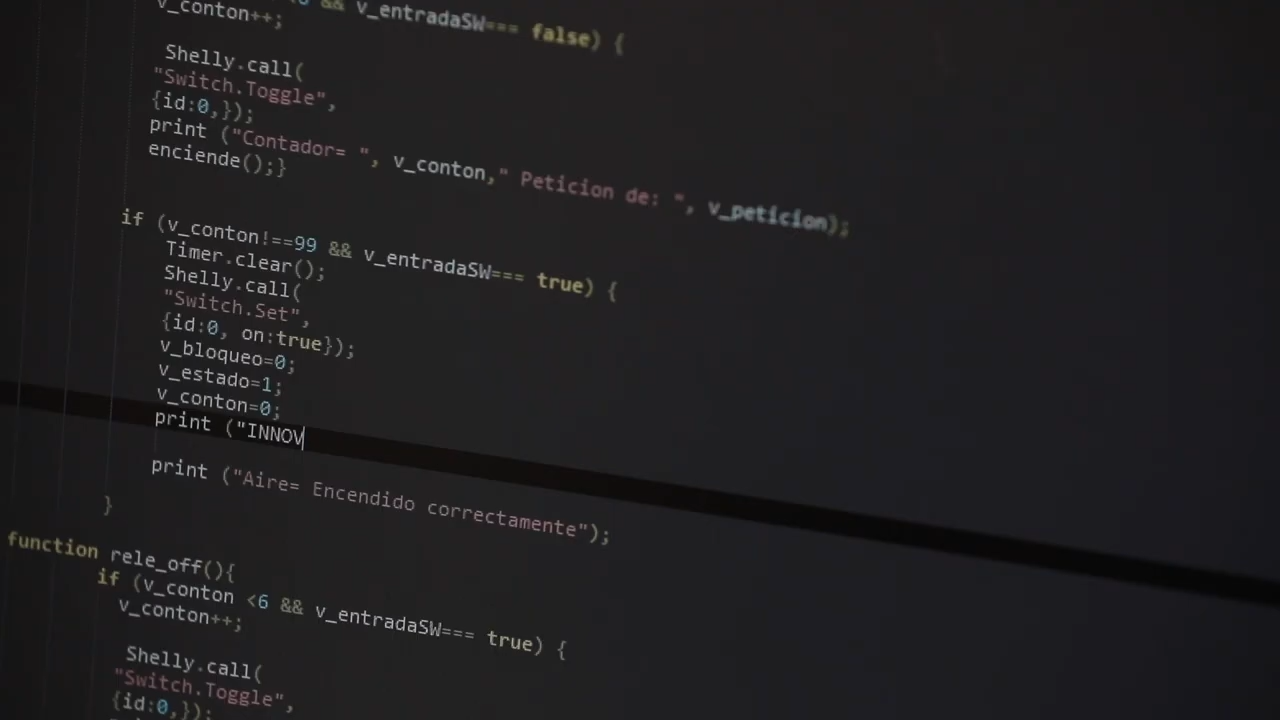 && v_entradaSW=== false) {
v_conton++;
Shelly.call(
"Switch.Toggle",
{id:0,});
print ("Contador= ", v_conton," Peticion de: ", v_peticion);
enciende();}
if (v_conton!==99 && v_entradaSW=== true) {
Timer.clear();
Shelly.call(
"Switch.Set",
{id:0, on:true});
v_bloqueo=0;
v_estado=1;
v_conton=0;
print ("INNOV
print ("Aire= Encendido correctamente");
}
function rele_off(){
if (v_conton <6 && v_entradaSW=== true) {
v_conton++;
Shelly.call(
"Switch.Toggle",
{id:0,});